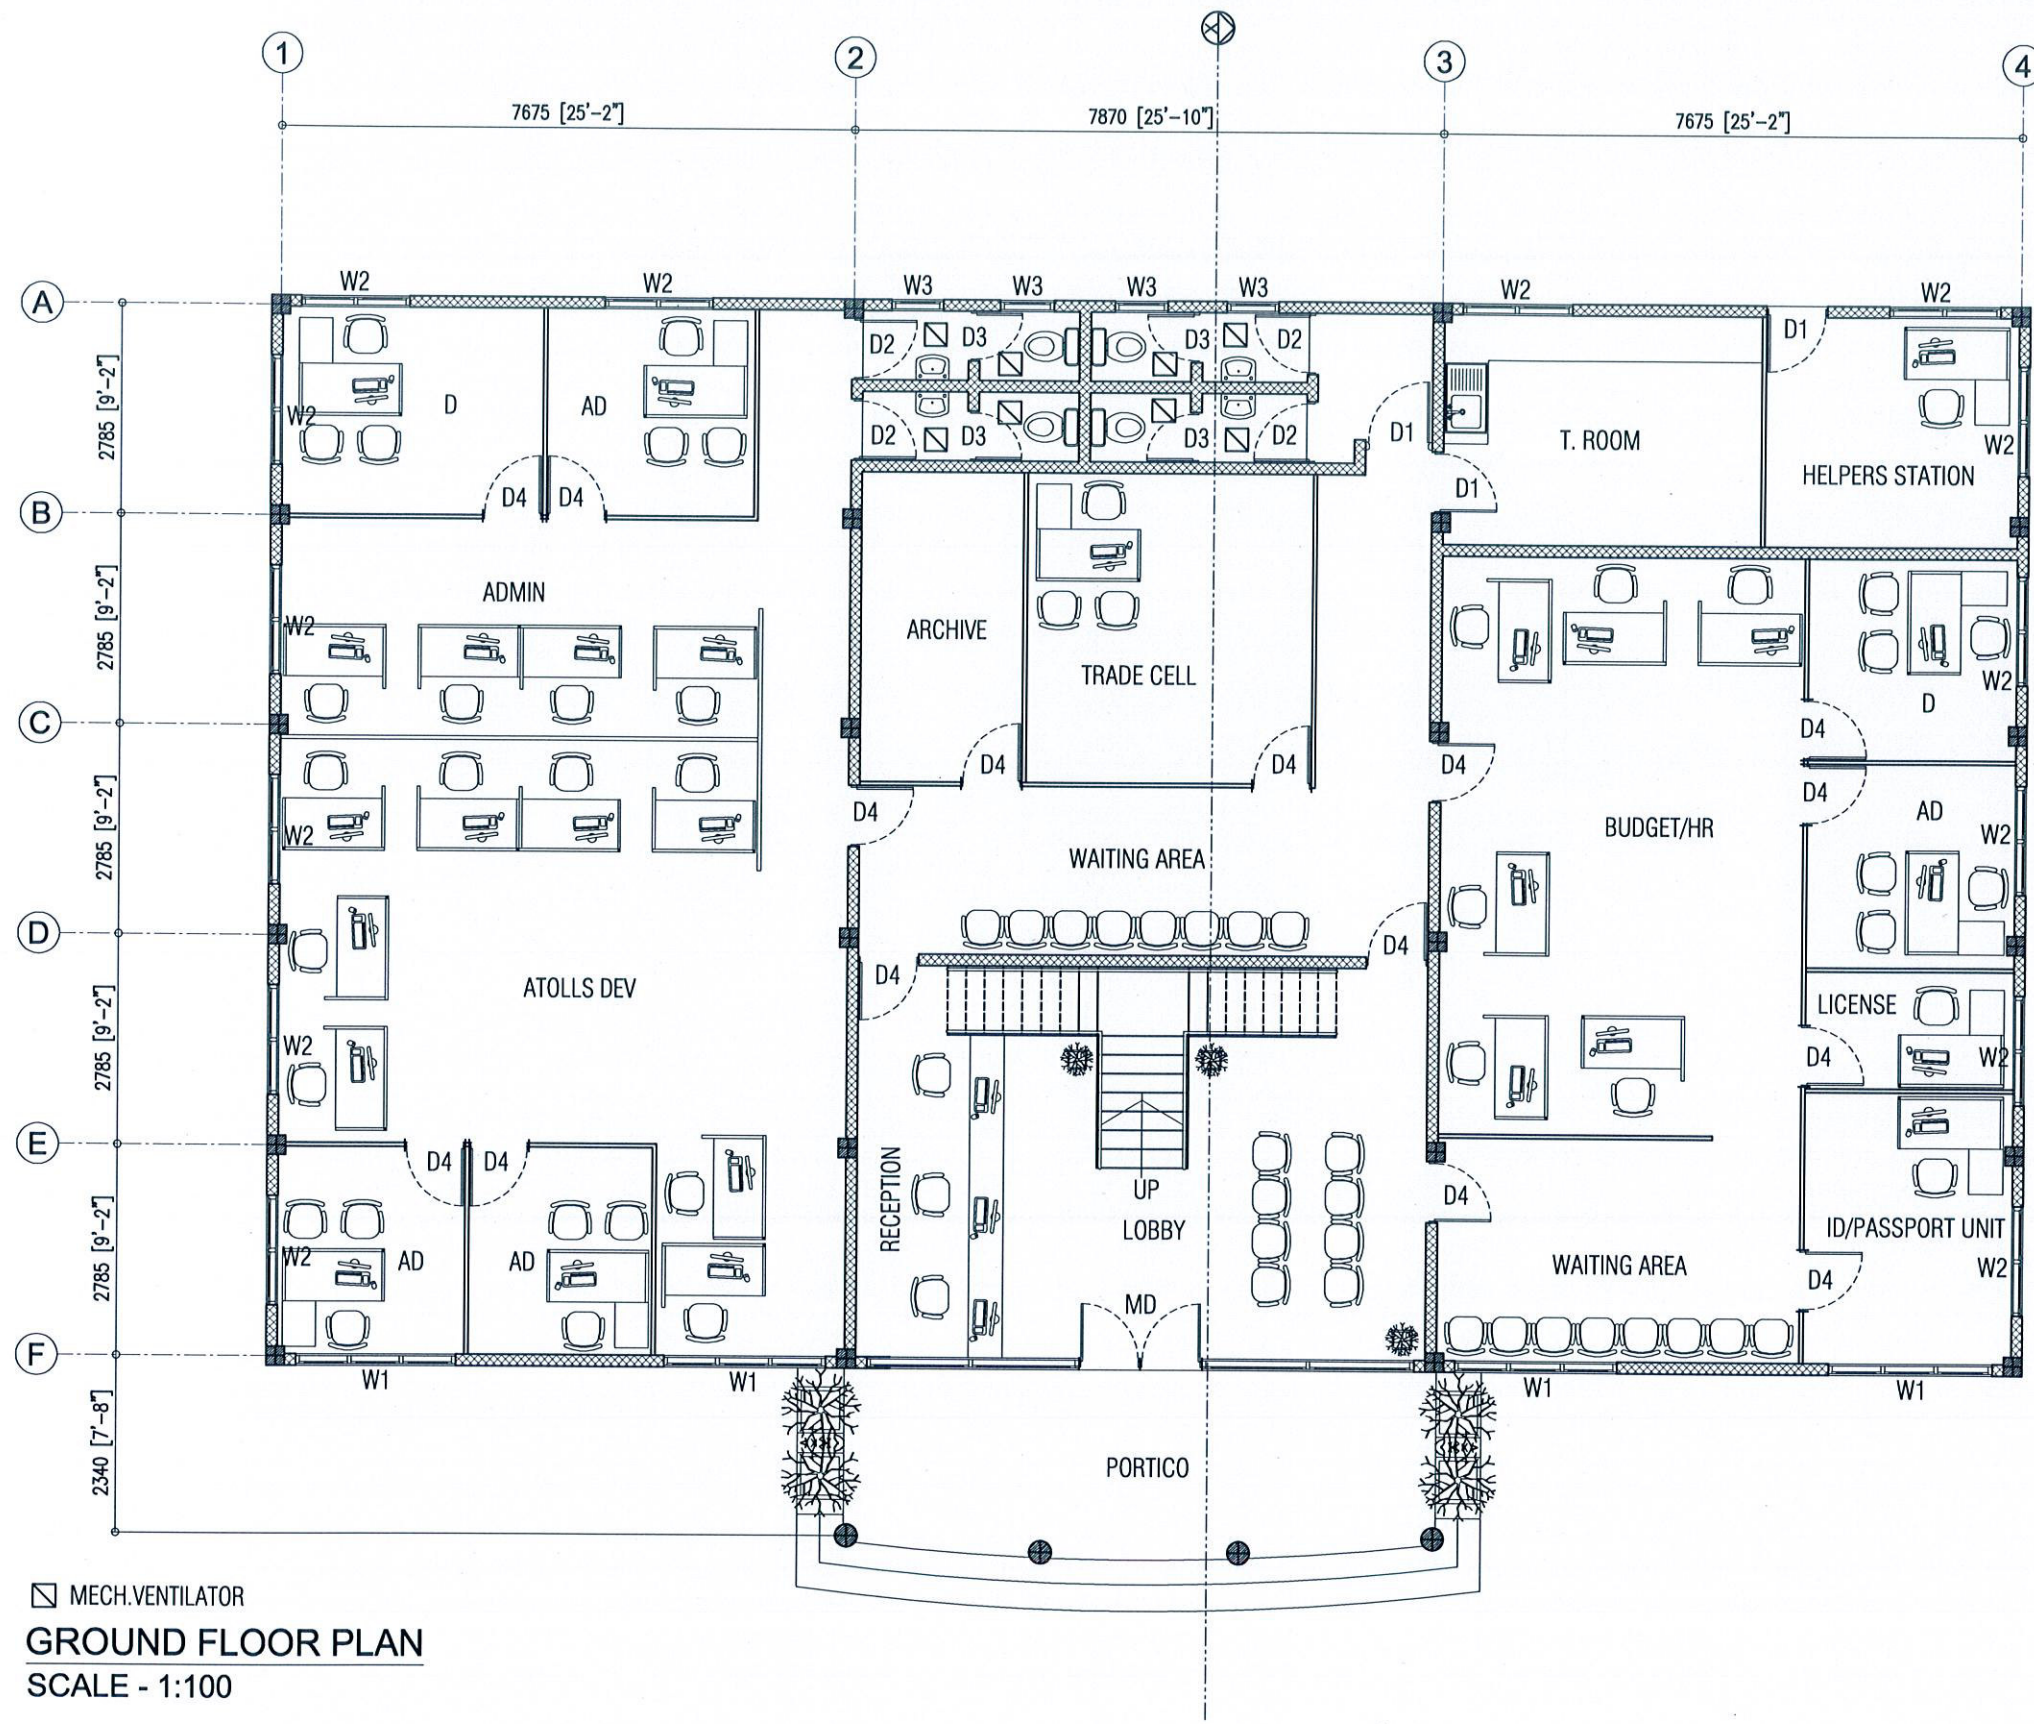 1
2
3
4
7675 [25'-2"]
7870 [25'-10"]
7675 [25'-2"]
X
A
B
C
D
E
F
2785 [9'-2"]
2785 [9'-2"]
2785 [9'-2"]
2785 [9'-2"]
2785 [9'-2"]
2340 [7'-8"]
W2
W2
W3
W3
W3
W3
W2
W2
D2
D3
D3
D2
D1
W2
D
AD
D2
D3
D3
D2
D1
T. ROOM
W2
HELPERS STATION
D4
D4
D1
ADMIN
W2
ARCHIVE
TRADE CELL
W2
D
D4
D4
D4
D4
D4
W2
D4
AD
W2
BUDGET/HR
WAITING AREA
D4
D4
ATOLLS DEV
LICENSE
W2
D4
W2
D4
D4
RECEPTION
UP
LOBBY
D4
W2
AD
AD
WAITING AREA
ID/PASSPORT UNIT
W2
D4
MD
W1
W1
W1
W1
PORTICO
MECH.VENTILATOR
GROUND FLOOR PLAN
SCALE - 1:100